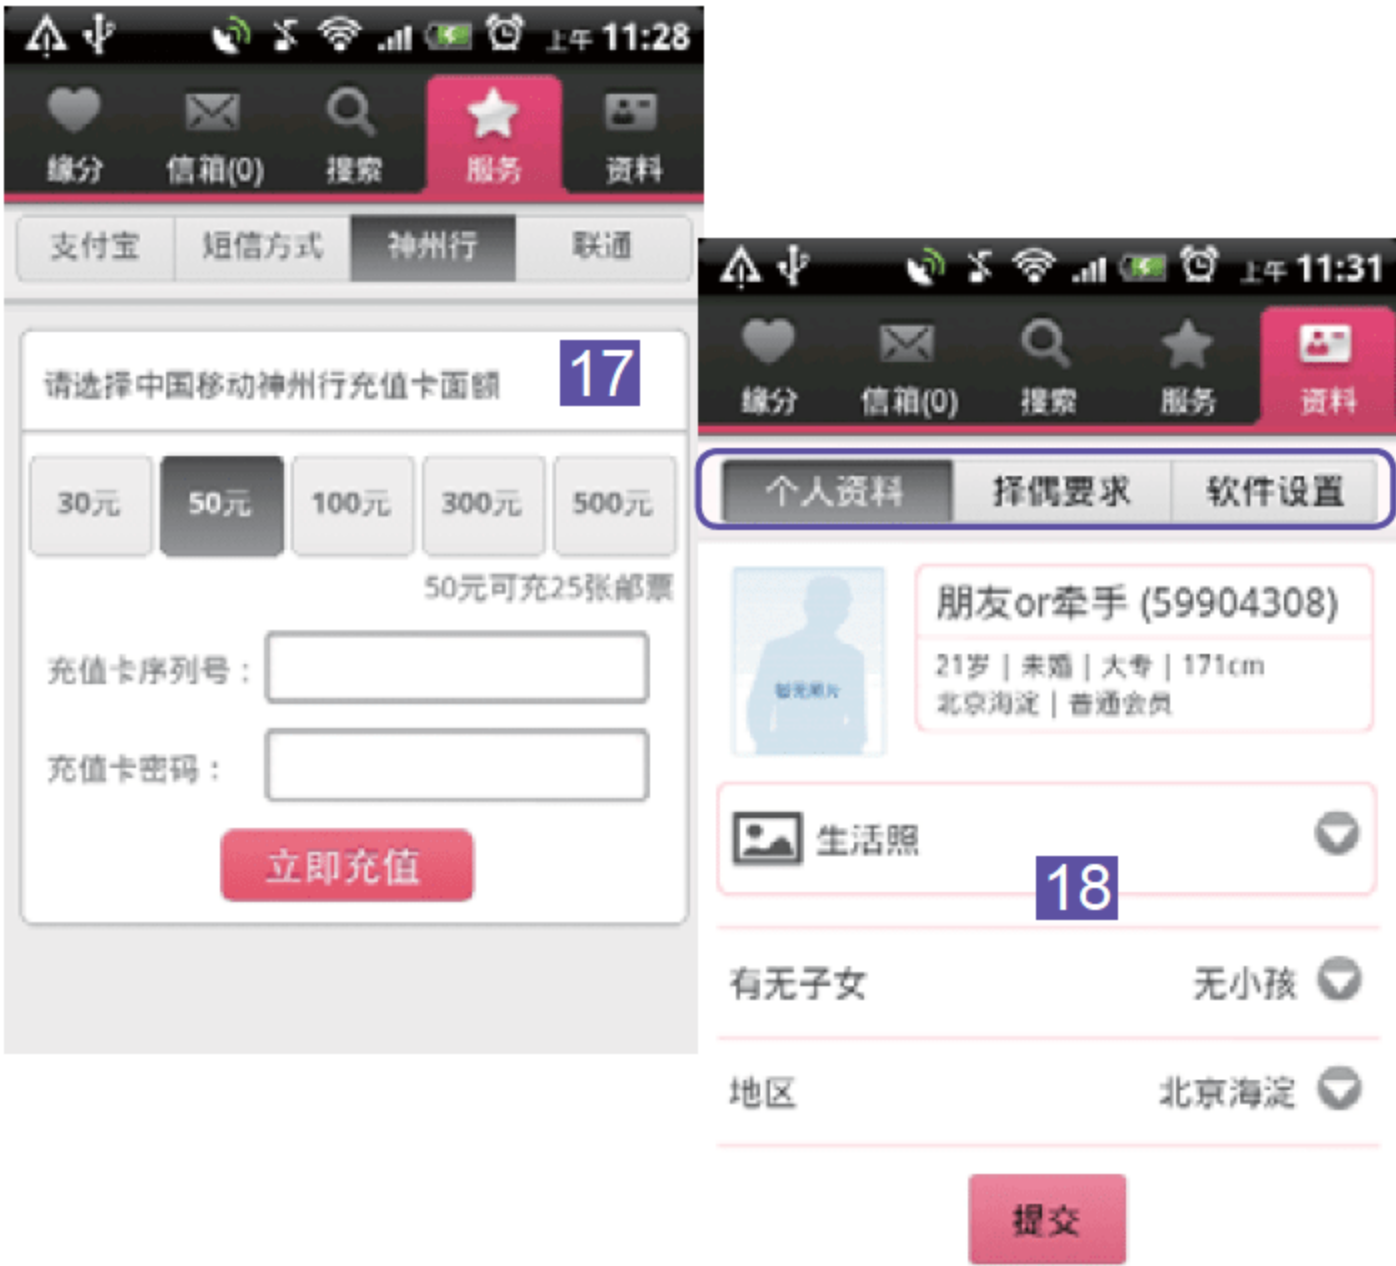 上午 11:28
缘分 信箱(0) 搜索 服务 资料
支付宝 短信方式 神州行 联通
请选择中国移动神州行充值卡面额
17
30元 50元 100元 300元 500元
50元可充25张邮票
充值卡序列号：
充值卡密码：
立即充值
上午 11:31
缘分 信箱(0) 搜索 服务 资料
个人资料 择偶要求 软件设置
暂无照片
朋友or牵手 (59904308)
21岁 | 未婚 | 大专 | 171cm
北京海淀 | 普通会员
生活照
18
有无子女 无小孩
地区 北京海淀
提交